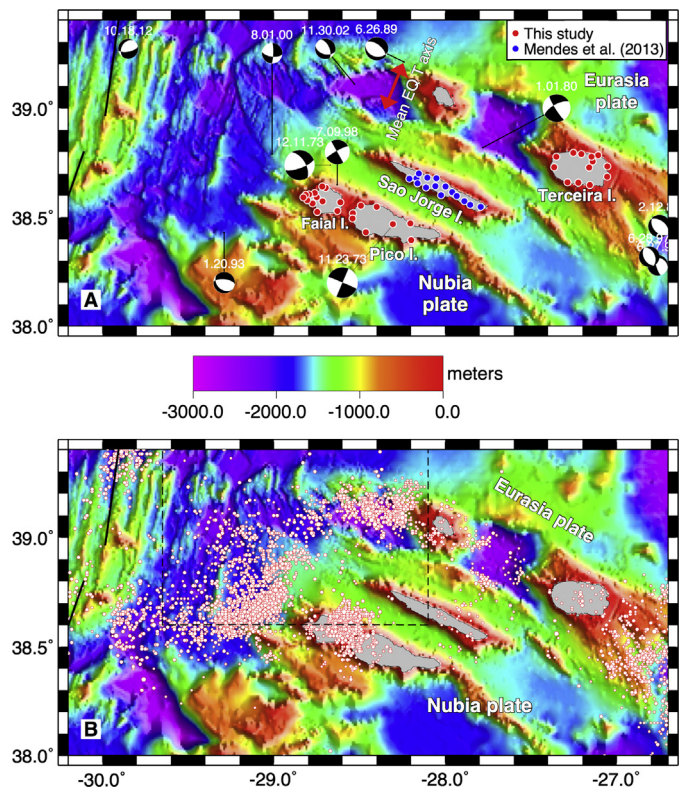 10.18.12
8.01.00
11.30.02
6.26.89
This study
Mendes et al. (2013)
Eurasia
plate
Mean EQ T axis
1.01.80
39.0°
12.11.73
7.09.98
Sao Jorge I.
Terceira I.
38.5°
Faial I.
Pico I.
1.20.93
11.23.73
Nubia
plate
A
38.0°
meters
-3000.0
-2000.0
-1000.0
0.0
Eurasia plate
39.0°
38.5°
Nubia plate
B
38.0°
-30.0°
-29.0°
-28.0°
-27.0°